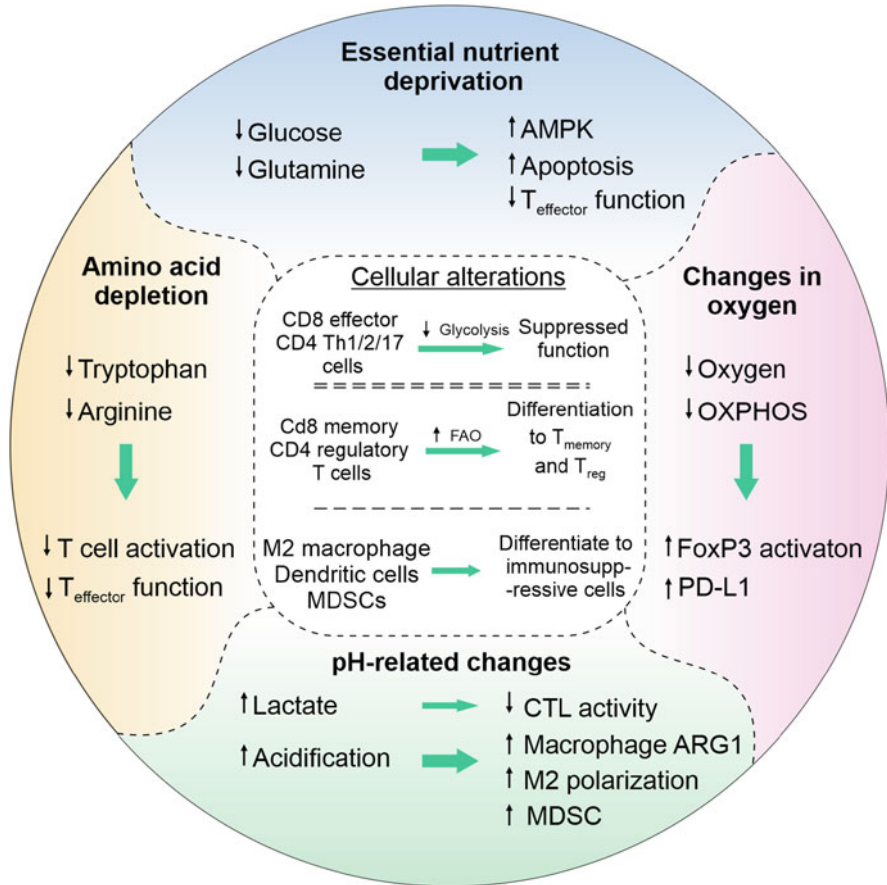 Essential nutrient
deprivation
↓Glucose
↓Glutamine
↑AMPK
↑Apoptosis
↓Teffector function
Amino acid
depletion
↓Tryptophan
↓Arginine
↓T cell activation
↓Teffector function
Cellular alterations
CD8 effector
CD4 Th1/2/17
cells
↓ Glycolysis
Suppressed
function
Cd8 memory
CD4 regulatory
T cells
↑ FAO
Differentiation
to Tmemory
and Treg
M2 macrophage
Dendritic cells
MDSCs
Differentiate to
immunosupp-
-ressive cells
Changes in
oxygen
↓Oxygen
↓OXPHOS
↑FoxP3 activaton
↑PD-L1
pH-related changes
↑Lactate
↓ CTL activity
↑Acidification
↑ Macrophage ARG1
↑ M2 polarization
↑ MDSC